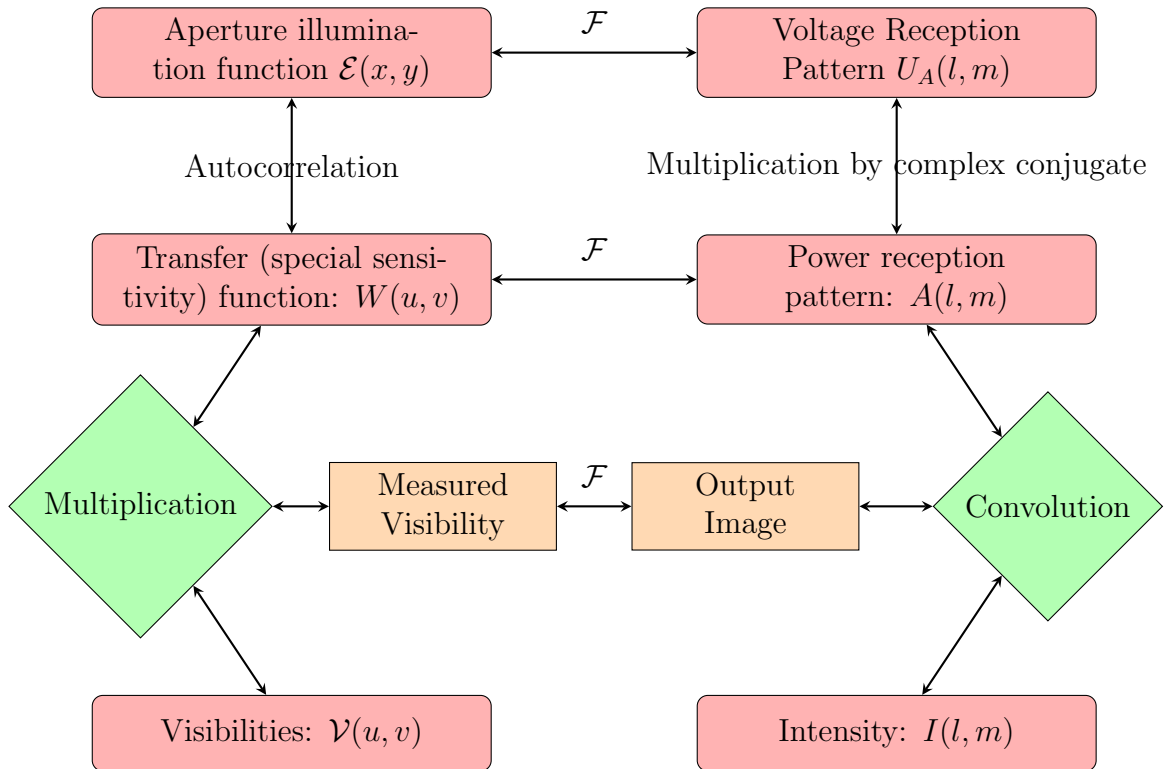 Aperture illumina-
tion function ℰ(x, y)
ℱ
Voltage Reception
Pattern U_A(l, m)
Autocorrelation
Multiplication by complex conjugate
Transfer (special sensi-
tivity) function: W(u, v)
ℱ
Power reception
pattern: A(l, m)
Multiplication
Measured
Visibility
ℱ
Output
Image
Convolution
Visibilities: 𝒱(u, v)
Intensity: I(l, m)